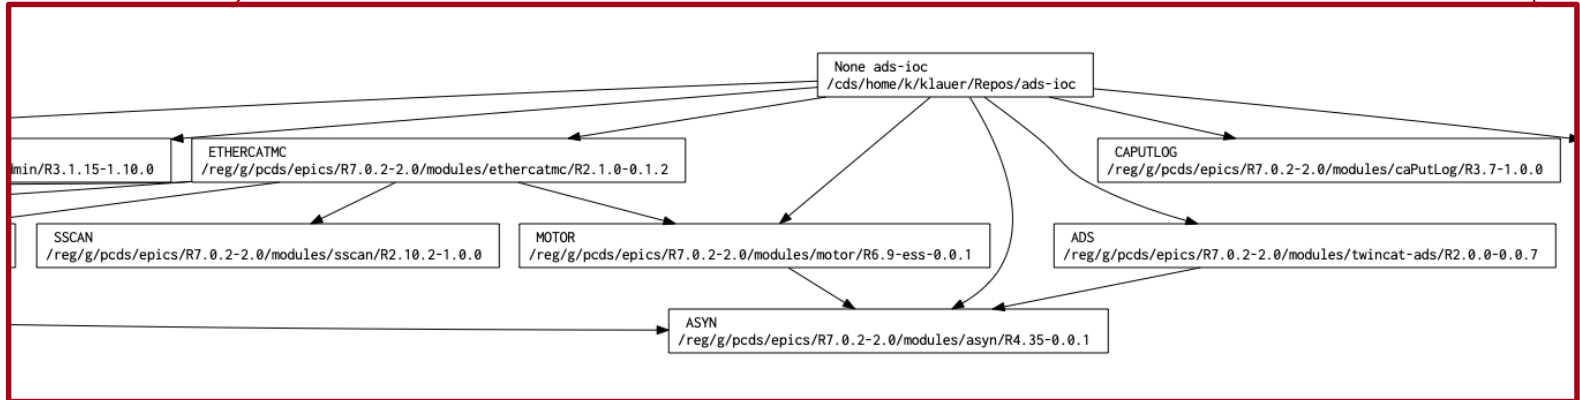 None ads-ioc
/cds/home/k/klauer/Repos/ads-ioc
min/R3.1.15-1.10.0
ETHERCATMC
/reg/g/pcds/epics/R7.0.2-2.0/modules/ethercatmc/R2.1.0-0.1.2
CAPUTLOG
/reg/g/pcds/epics/R7.0.2-2.0/modules/caPutLog/R3.7-1.0.0
SSCAN
/reg/g/pcds/epics/R7.0.2-2.0/modules/sscan/R2.10.2-1.0.0
MOTOR
/reg/g/pcds/epics/R7.0.2-2.0/modules/motor/R6.9-ess-0.0.1
ADS
/reg/g/pcds/epics/R7.0.2-2.0/modules/twincat-ads/R2.0.0-0.0.7
ASYN
/reg/g/pcds/epics/R7.0.2-2.0/modules/asyn/R4.35-0.0.1